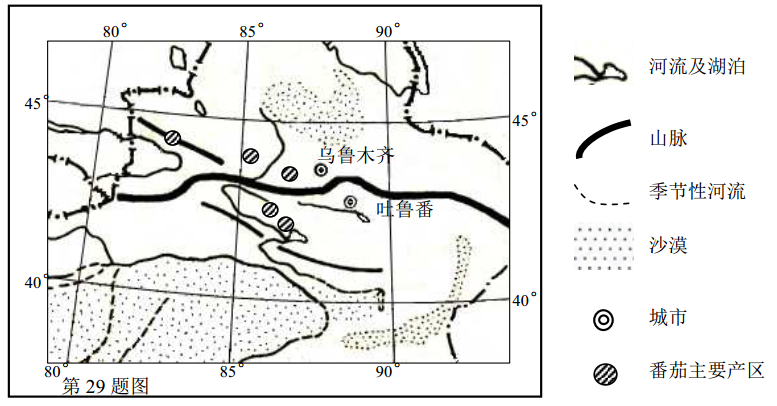 80°
85°
90°
45°
45°
乌鲁木齐
吐鲁番
40°
40°
80°
85°
90°
第 29 题图
河流及湖泊
山脉
季节性河流
沙漠
城市
番茄主要产区